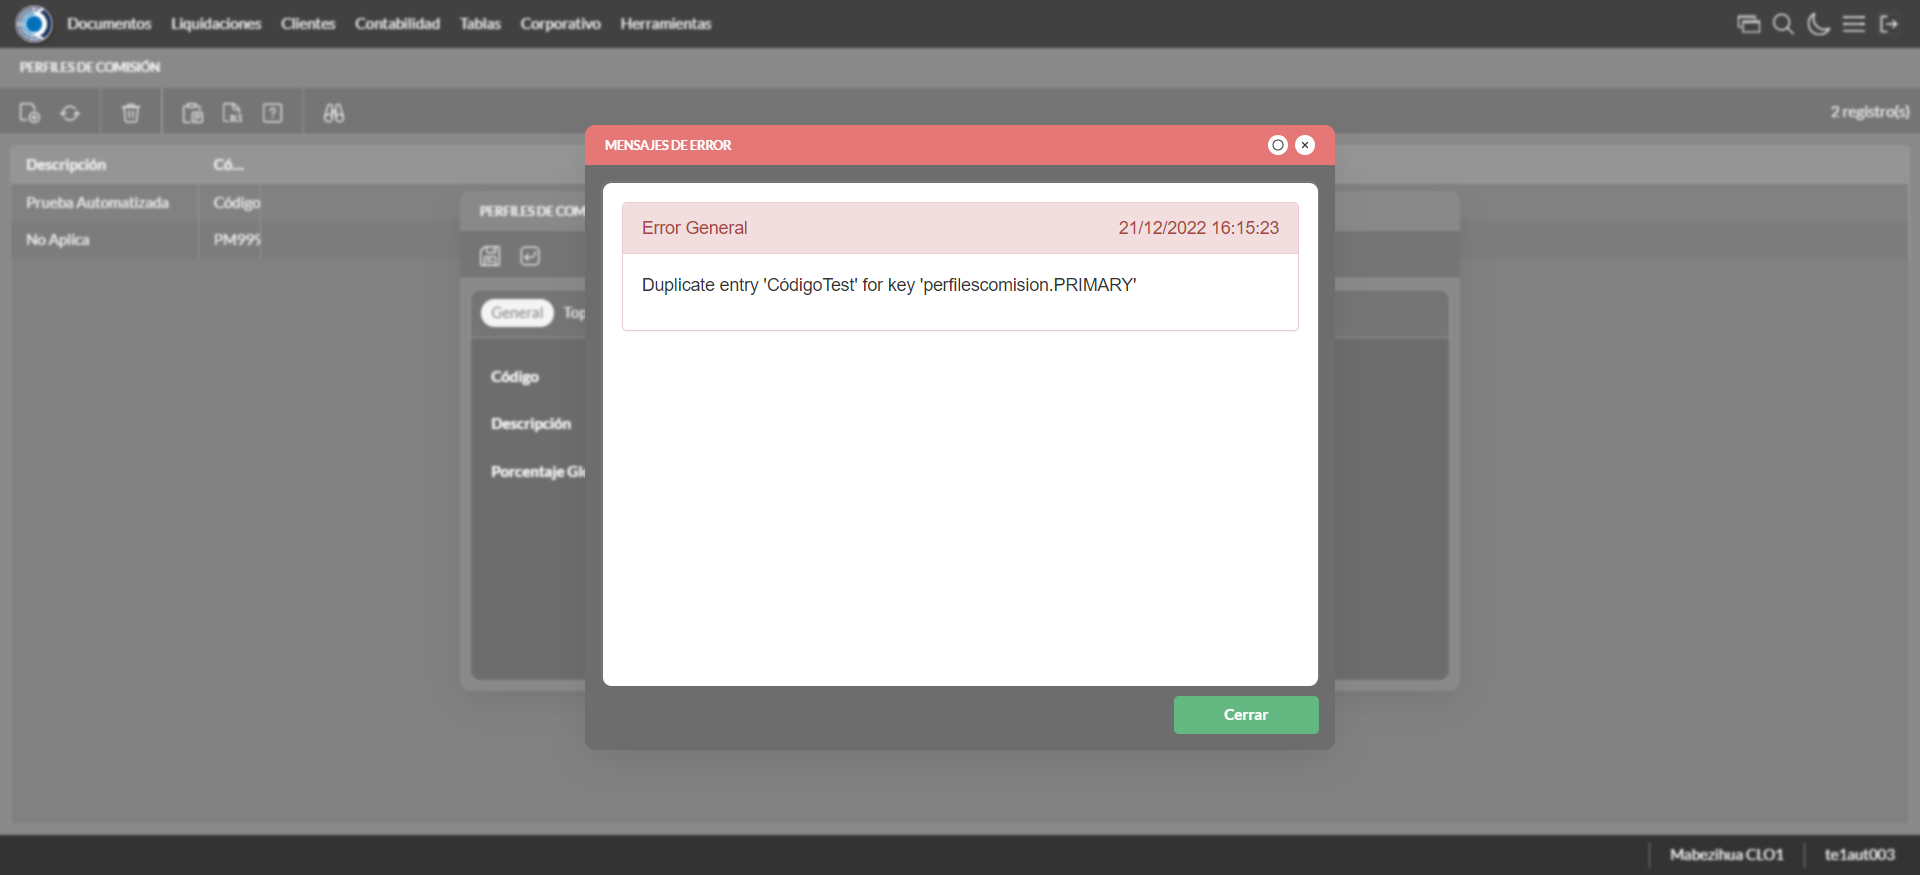 Documentos Liquidaciones Clientes Contabilidad Tablas Corporativo Herramientas
PERFILES DE COMISIÓN
2 registro(s)
Descripción Có...
Prueba Automatizada Código
No Aplica
PERFILES DE COM
General Top
Código
Descripción
Porcentaje
MENSAJES DE ERROR
Error General 21/12/2022 16:15:23
Duplicate entry 'CódigoTest' for key 'perfilescomision.PRIMARY'
Cerrar
Mabezihua CLO1 te1aut003